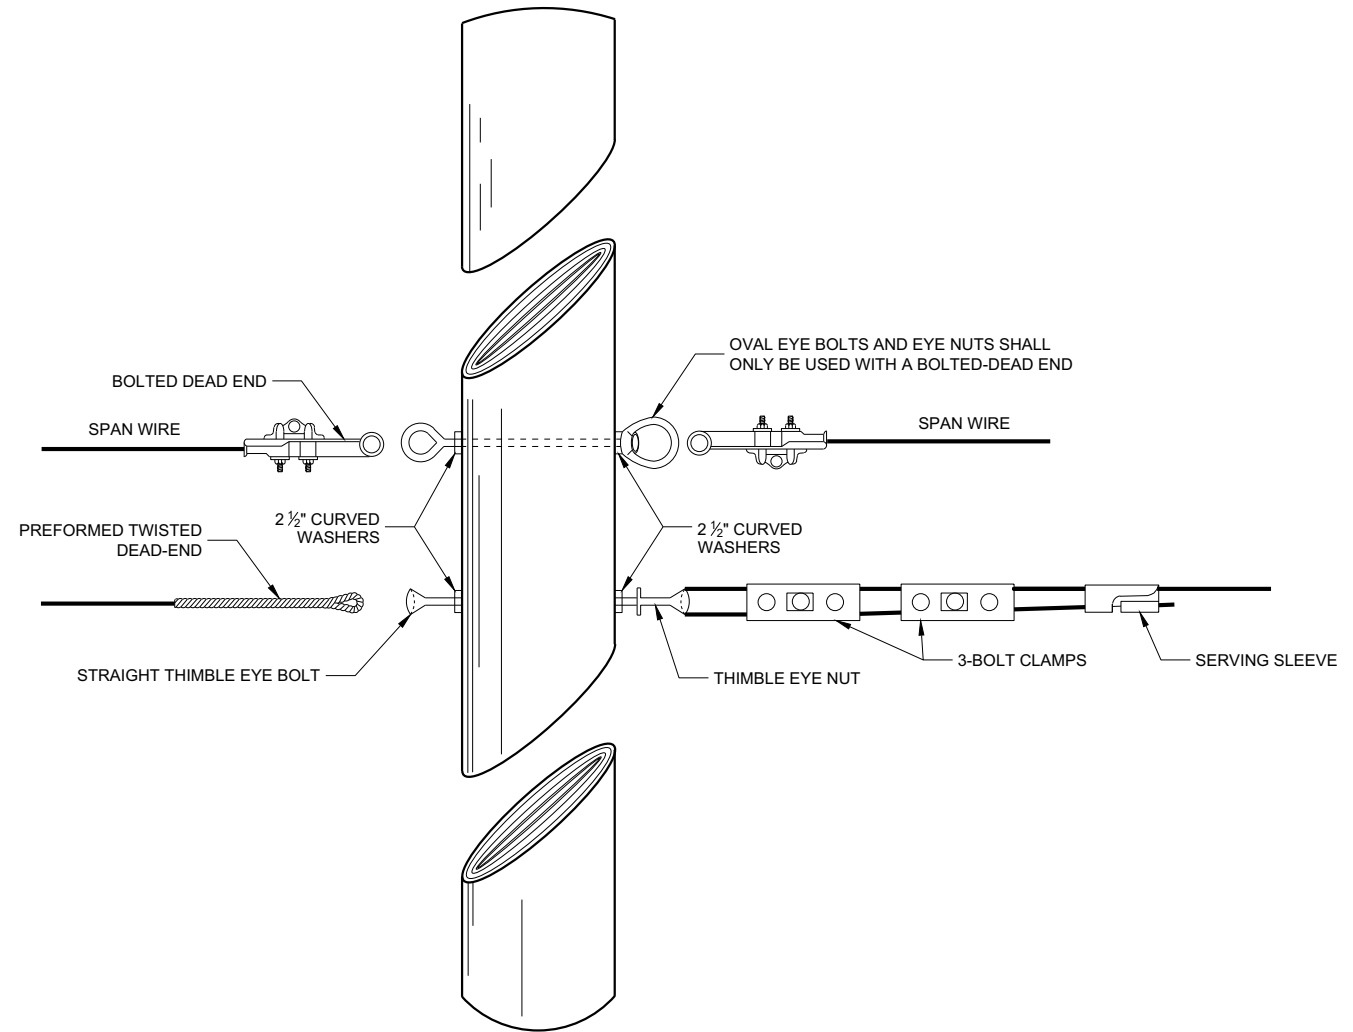 OVAL EYE BOLTS AND EYE NUTS SHALL
ONLY BE USED WITH A BOLTED-DEAD END
BOLTED DEAD END
SPAN WIRE
SPAN WIRE
2 ½" CURVED
WASHERS
2 ½" CURVED
WASHERS
PREFORMED TWISTED
DEAD-END
STRAIGHT THIMBLE EYE BOLT
THIMBLE EYE NUT
3-BOLT CLAMPS
SERVING SLEEVE